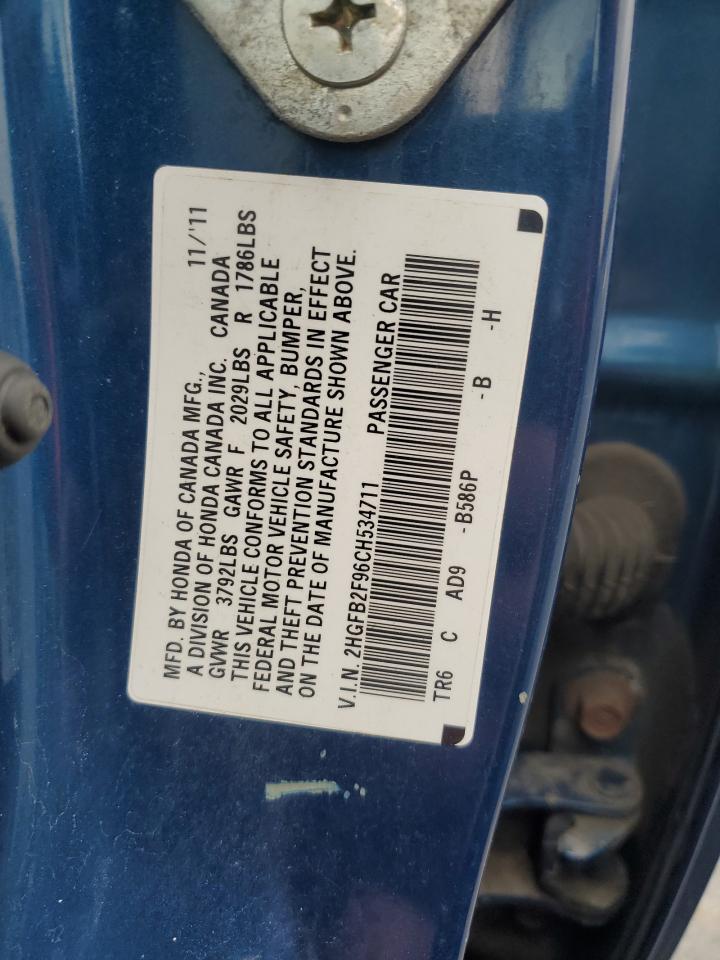 MFD. BY HONDA OF CANADA MFG., 11/'11
A DIVISION OF HONDA CANADA INC. CANADA
GVWR 3792LBS GAWR F 2029LBS R 1786LBS
THIS VEHICLE CONFORMS TO ALL APPLICABLE
FEDERAL MOTOR VEHICLE SAFETY, BUMPER,
AND THEFT PREVENTION STANDARDS IN EFFECT
ON THE DATE OF MANUFACTURE SHOWN ABOVE.
V.I.N. 2HGFB2F96CH534711 PASSENGER CAR
TR6 C AD9 -B586P -B -H